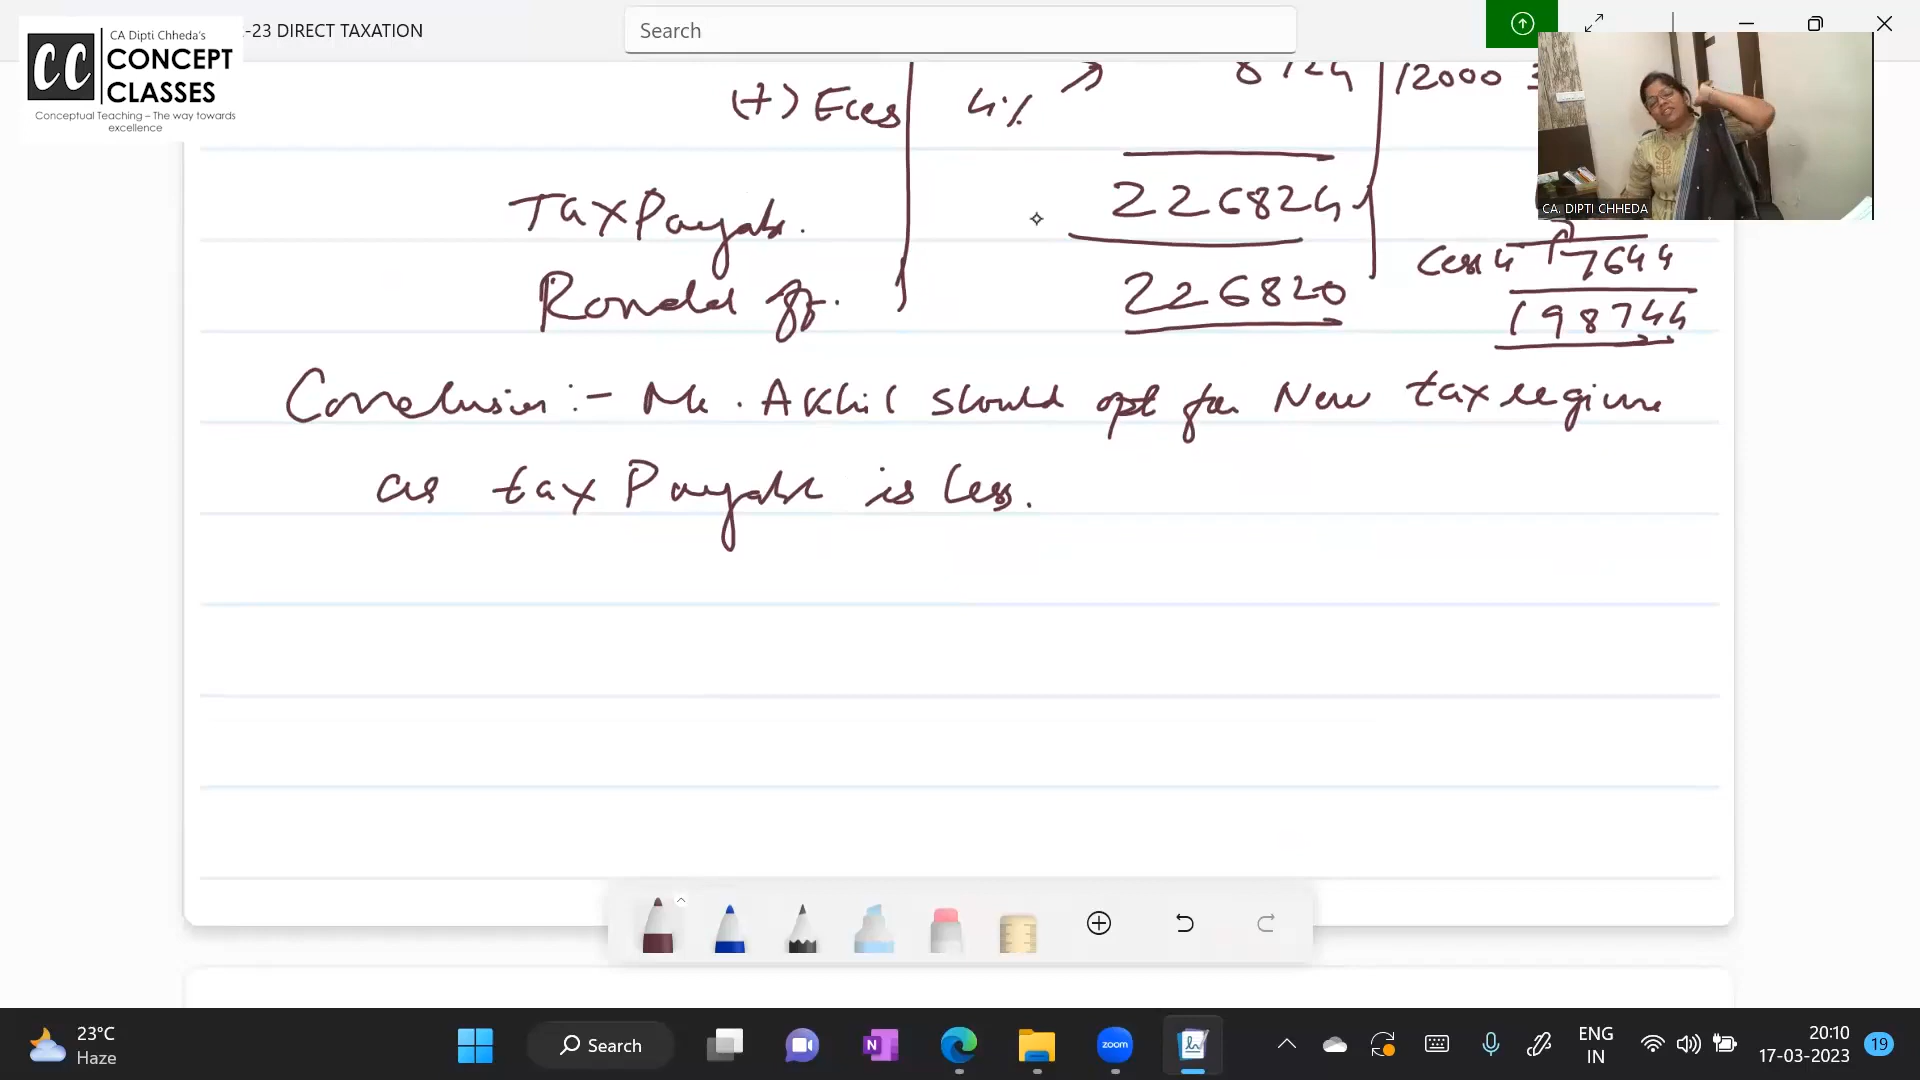 CC
CA Dipti Chheda's
CONCEPT
CLASSES
Conceptual Teaching – The way towards
excellence
-23 DIRECT TAXATION
Search
CA. DIPTI CHHEDA
12000
(+) Ecess 4%
Tax Payable. 226824
Cess 4 7644
Round off. 226820
198744
Conclusion :- Mr. Akhil should opt for New tax regime
as tax Payable is less.
23°C
Haze
Search
zoom
ENG
IN
20:10
17-03-2023
19